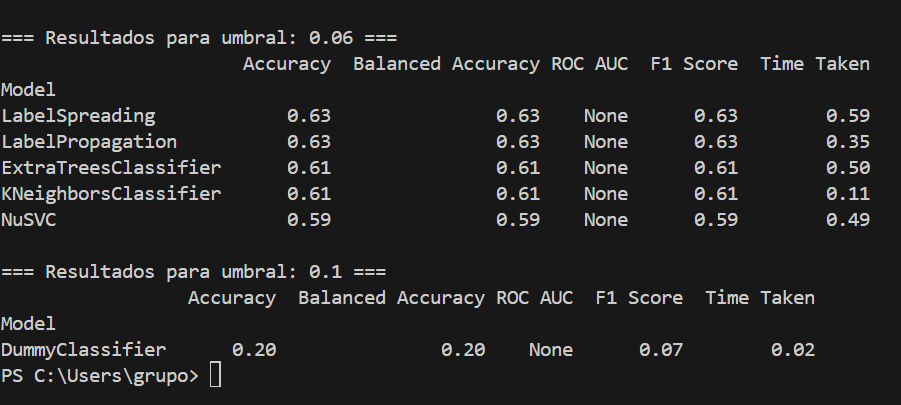 === Resultados para umbral: 0.06 ===
Accuracy Balanced Accuracy ROC AUC F1 Score Time Taken
Model
LabelSpreading 0.63 0.63 None 0.63 0.59
LabelPropagation 0.63 0.63 None 0.63 0.35
ExtraTreesClassifier 0.61 0.61 None 0.61 0.50
KNeighborsClassifier 0.61 0.61 None 0.61 0.11
NuSVC 0.59 0.59 None 0.59 0.49
=== Resultados para umbral: 0.1 ===
Accuracy Balanced Accuracy ROC AUC F1 Score Time Taken
Model
DummyClassifier 0.20 0.20 None 0.07 0.02
PS C:\Users\grupo>